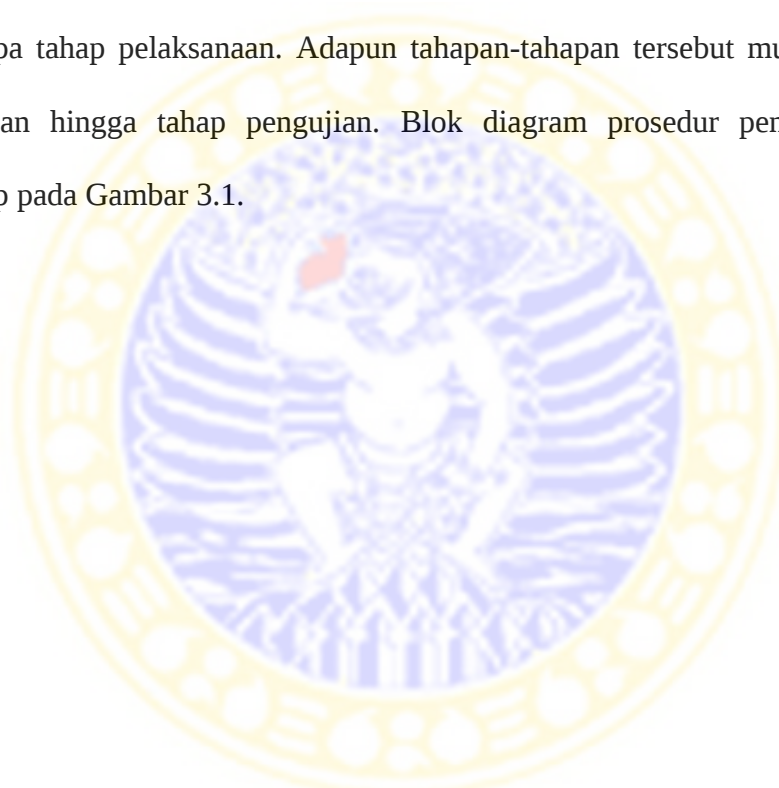 pa tahap pelaksanaan. Adapun tahapan-tahapan tersebut mu
an hingga tahap pengujian. Blok diagram prosedur pen
p pada Gambar 3.1.